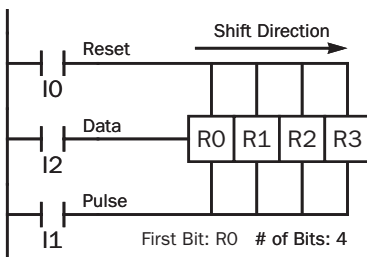 Shift Direction
Reset
I0
Data
R0 R1 R2 R3
I2
Pulse
I1
First Bit: R0 # of Bits: 4